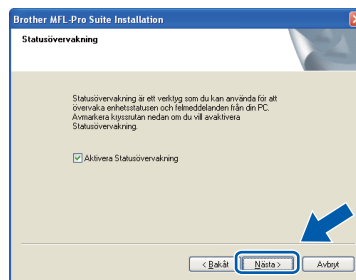 Brother MFL-Pro Suite Installation
Statusövervakning
Statusövervakning är ett verktyg som du kan använda för att
övervaka enhetsstatusen och felmeddelanden från din PC.
Avmarkera kryssrutan nedan om du vill avaktivera
Statusövervakning.
Aktivera Statusövervakning
< Bakåt
Nästa >
Avbryt